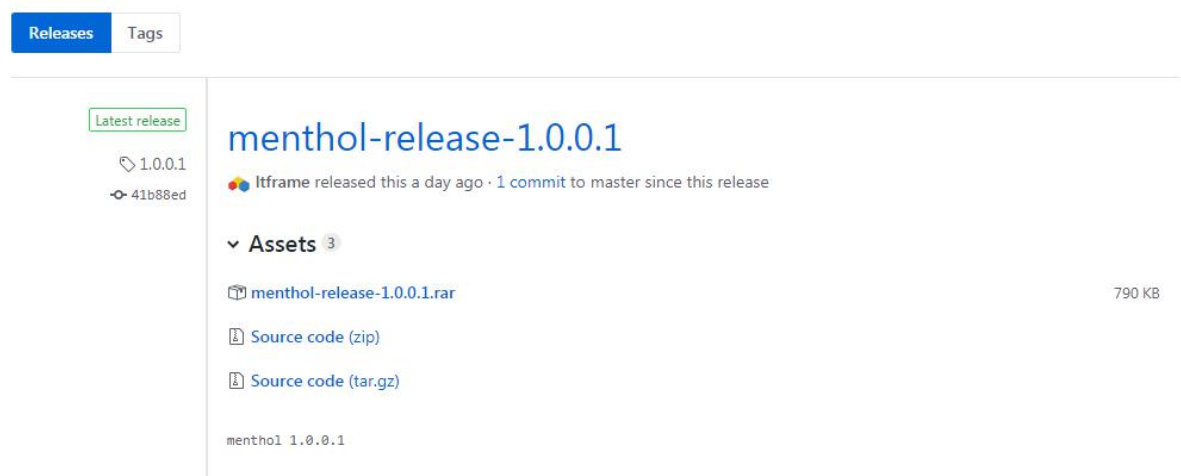 Releases Tags
Latest release
1.0.0.1
41b88ed
menthol-release-1.0.0.1
ltframe released this a day ago · 1 commit to master since this release
Assets 3
menthol-release-1.0.0.1.rar 790 KB
Source code (zip)
Source code (tar.gz)
menthol 1.0.0.1